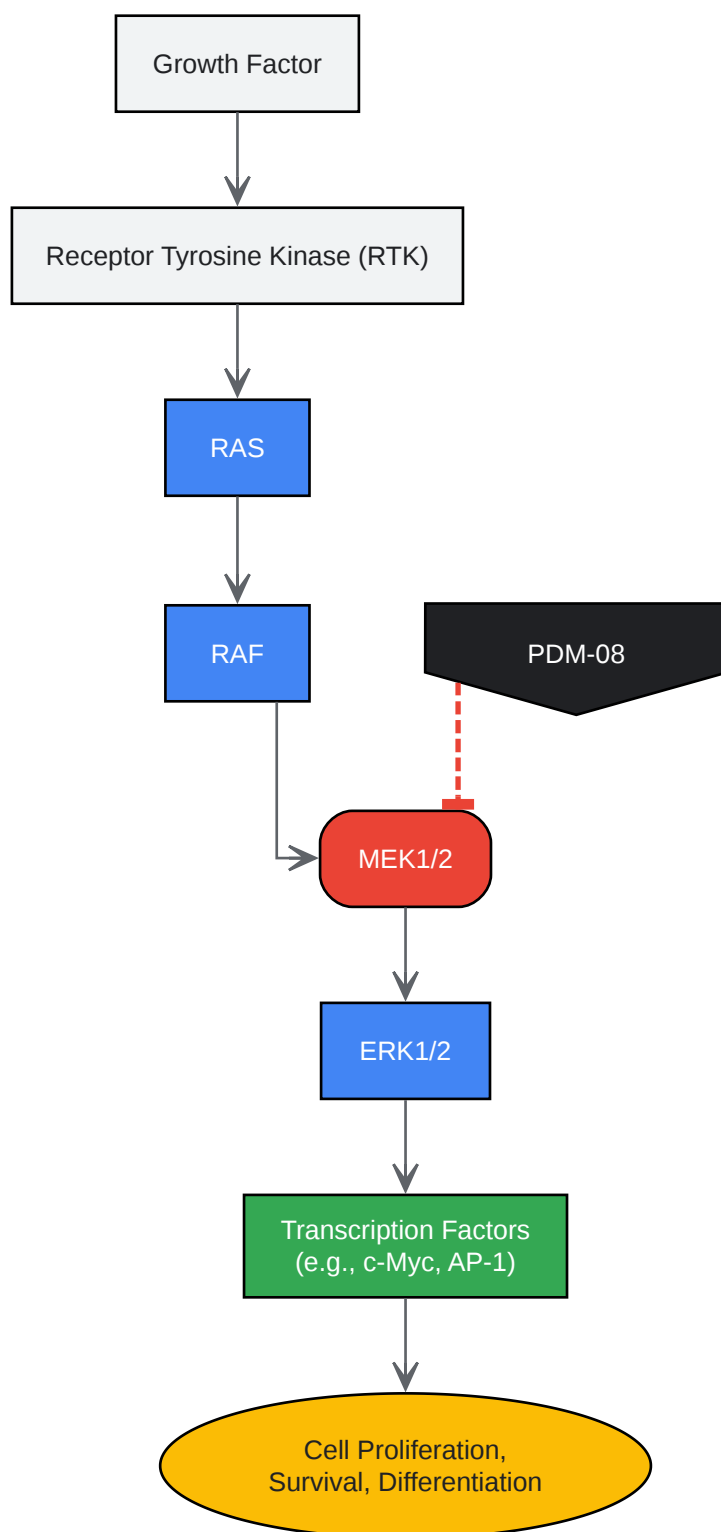 Growth Factor
Receptor Tyrosine Kinase (RTK)
RAS
RAF
PDM-08
MEK1/2
ERK1/2
Transcription Factors
(e.g., c-Myc, AP-1)
Cell Proliferation,
Survival, Differentiation